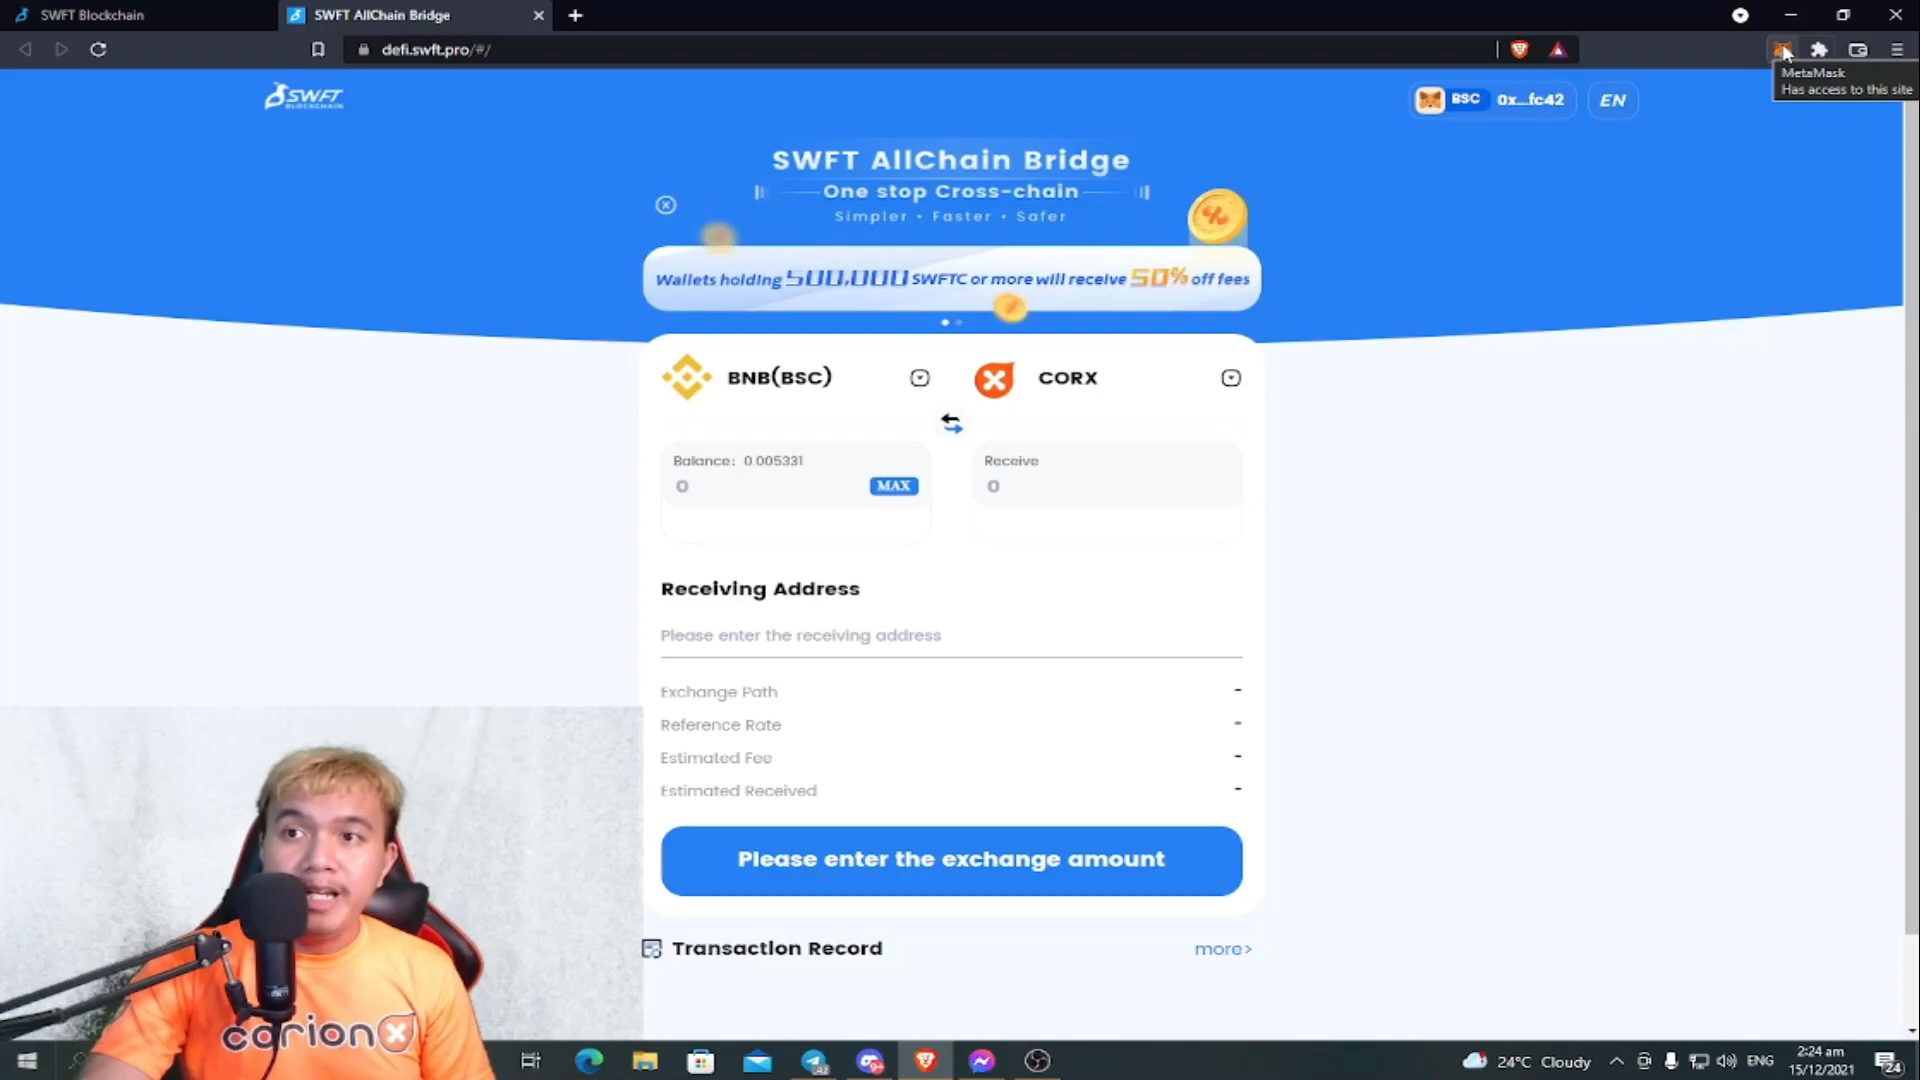 SWFT Blockchain
SWFT AllChain Bridge
defi.swft.pro/#/
MetaMask
Has access to this site
SWFT
BLOCKCHAIN
BSC
0x...fc42
EN
SWFT AllChain Bridge
One stop Cross-chain
Simpler • Faster • Safer
Wallets holding 500,000 SWFTC or more will receive 50% off fees
BNB(BSC)
CORX
Balance: 0.005331
0
MAX
Receive
0
Receiving Address
Please enter the receiving address
Exchange Path -
Reference Rate -
Estimated Fee -
Estimated Received -
Please enter the exchange amount
Transaction Record
more>
corionx
24°C Cloudy
ENG
2:24 am
15/12/2021
24